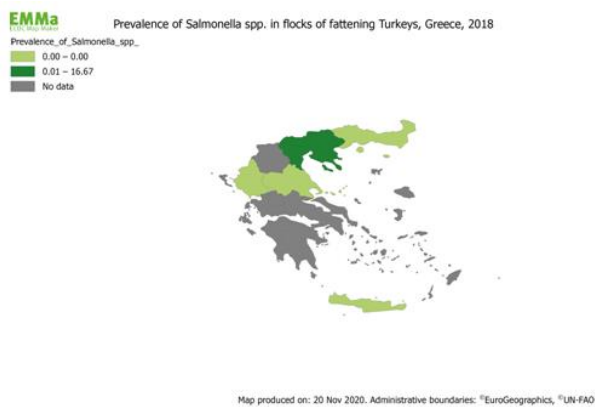 EMMa
ECDC Map Maker
Prevalence of Salmonella spp. in flocks of fattening Turkeys, Greece, 2018
Prevalence_of_Salmonella_spp_
0.00 – 0.00
0.01 – 16.67
No data
Map produced on: 20 Nov 2020. Administrative boundaries: ©EuroGeographics, ©UN-FAO